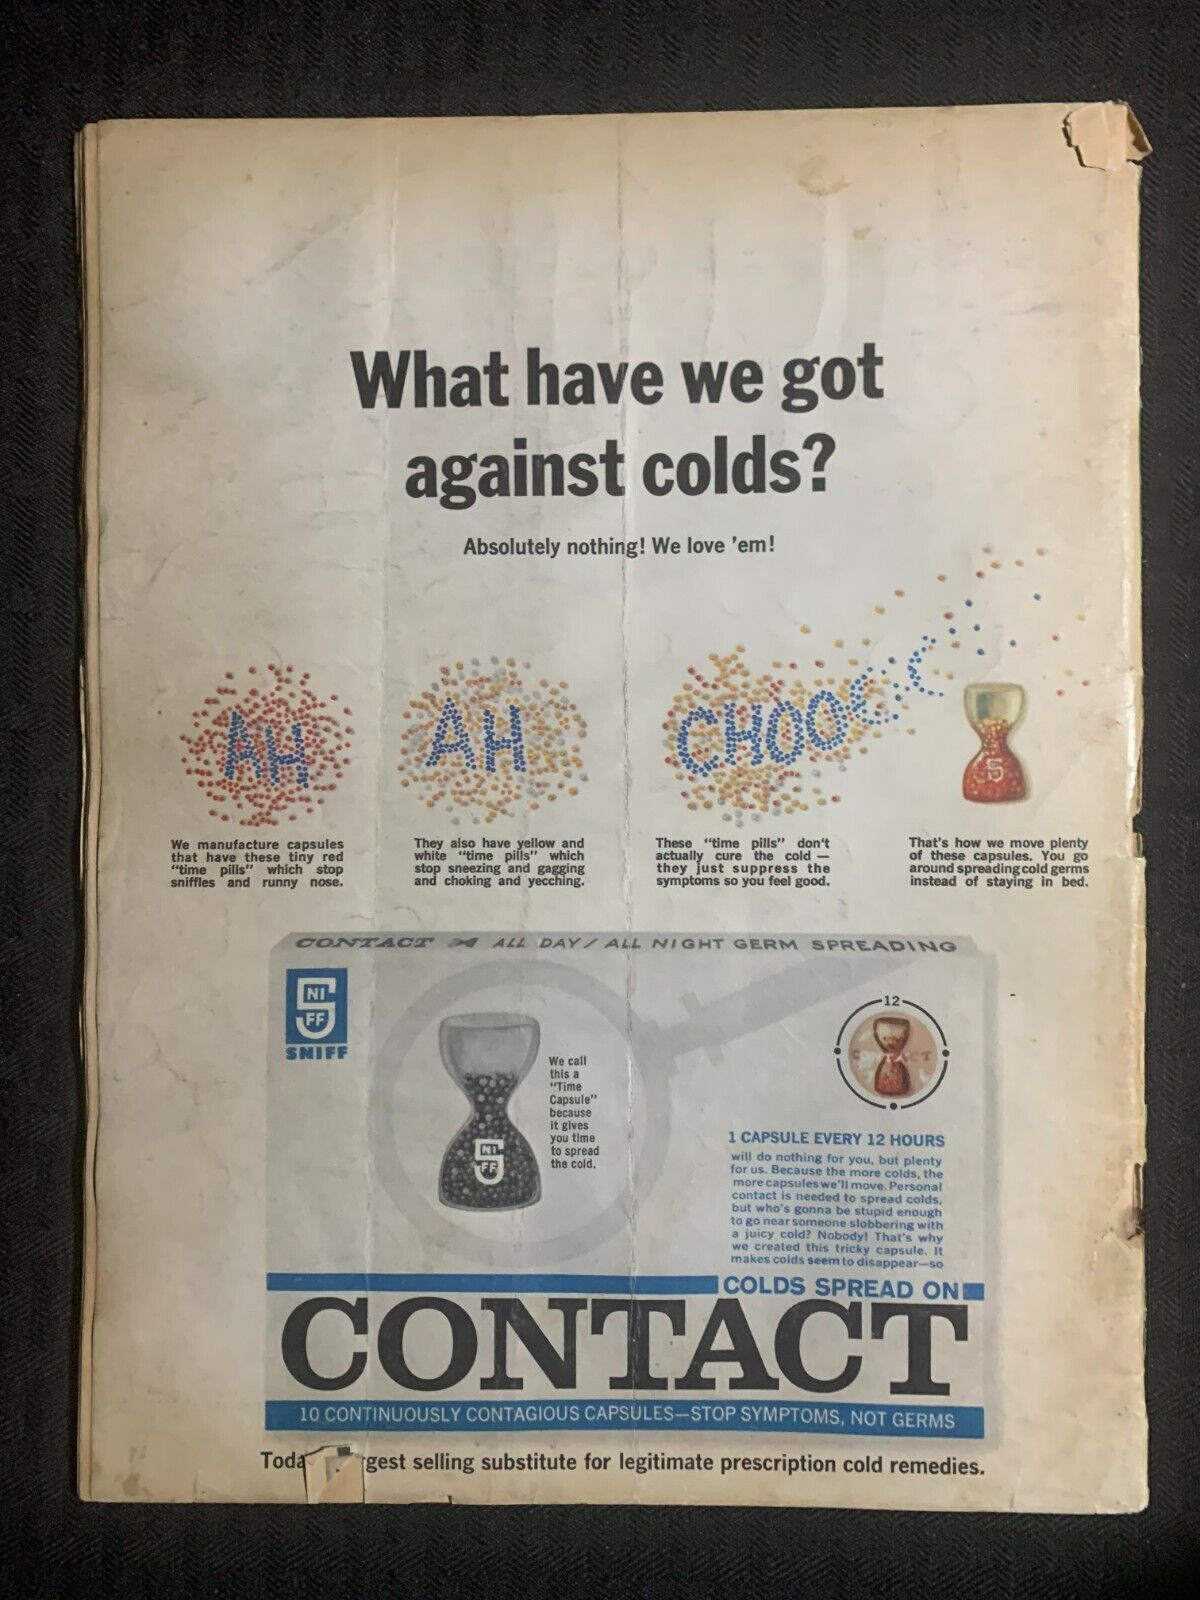 What have we got
against colds?
Absolutely nothing! We love 'em!
AH
AH
CHOO
S
We manufacture capsules
that have these tiny red
"time pills" which stop
sniffles and runny nose.
They also have yellow and
white "time pills" which
stop sneezing and gagging
and choking and yecching.
These "time pills" don't
actually cure the cold —
they just suppress the
symptoms so you feel good.
That's how we move plenty
of these capsules. You go
around spreading cold germs
instead of staying in bed.
CONTACT ALL DAY/ALL NIGHT GERM SPREADING
S
NI
FF
SNIFF
We call
this a
"Time
Capsule"
because
it gives
you time
to spread
the cold.
S
NI
FF
12
CONTACT
1 CAPSULE EVERY 12 HOURS
will do nothing for you, but plenty
for us. Because the more colds, the
more capsules we'll move. Personal
contact is needed to spread colds,
but who's gonna be stupid enough
to go near someone slobbering with
a juicy cold? Nobody! That's why
we created this tricky capsule. It
makes colds seem to disappear—so
COLDS SPREAD ON
CONTACT
10 CONTINUOUSLY CONTAGIOUS CAPSULES—STOP SYMPTOMS, NOT GERMS
selling substitute for legitimate prescription cold remedies.